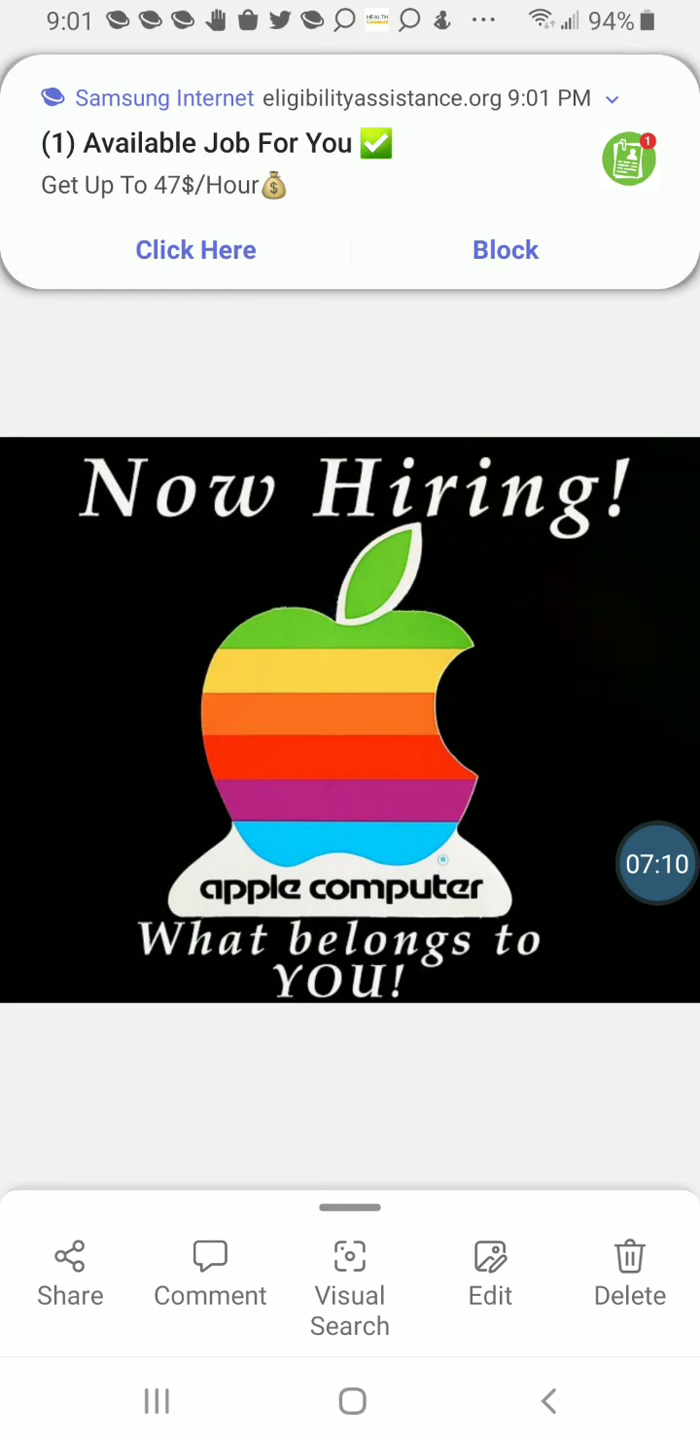 9:01
HEALTH
94%
Samsung Internet eligibilityassistance.org 9:01 PM
(1) Available Job For You ✅
1
Get Up To 47$/Hour💰
Click Here Block
Now Hiring!
®
07:10
apple computer
What belongs to
YOU!
Share Comment Visual Search Edit Delete